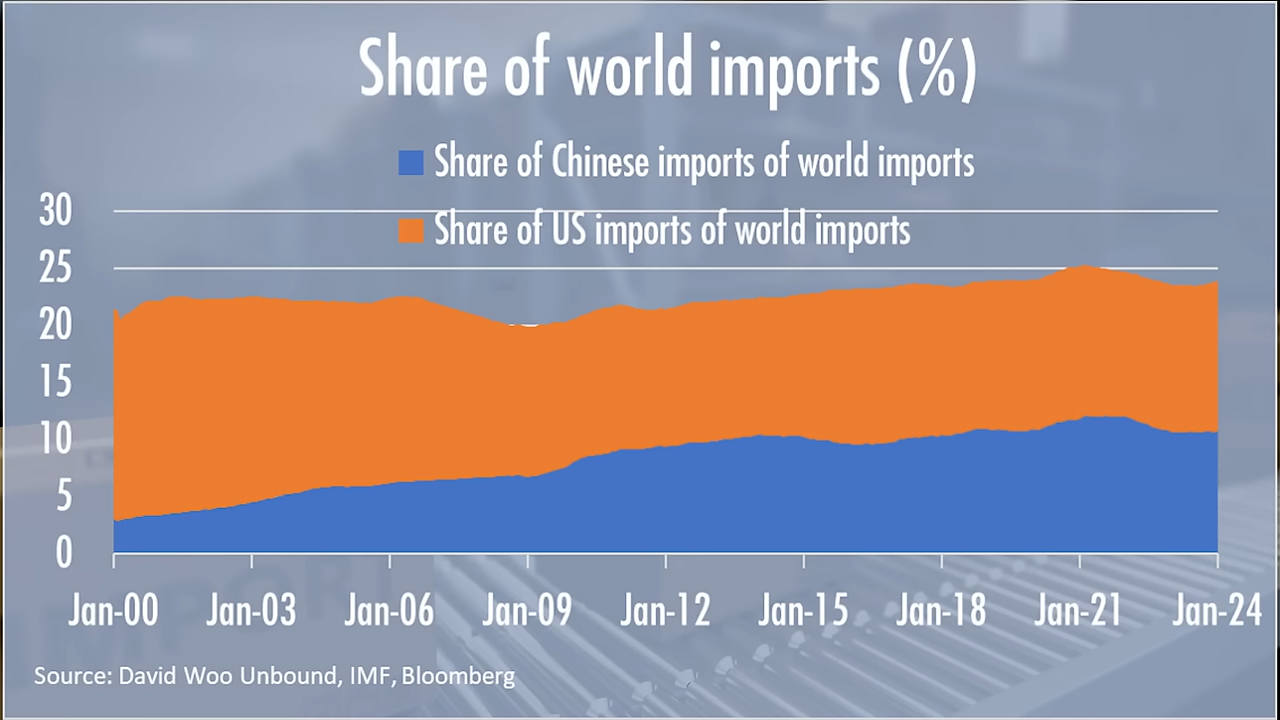 Share of world imports (%)
Share of Chinese imports of world imports
Share of US imports of world imports
30
25
20
15
10
5
0
Jan-00 Jan-03 Jan-06 Jan-09 Jan-12 Jan-15 Jan-18 Jan-21 Jan-24
Source: David Woo Unbound, IMF, Bloomberg